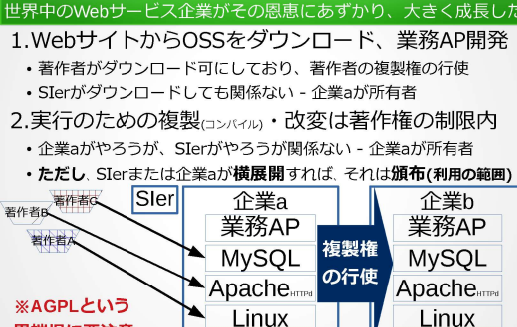 世界中のWebサービス企業がその恩恵にあずかり、大きく成長した
1.WebサイトからOSSをダウンロード、業務AP開発
• 著作者がダウンロード可にしており、著作者の複製権の行使
• SIerがダウンロードしても関係ない - 企業aが所有者
2.実行のための複製(コンパイル)・改変は著作権の制限内
• 企業aがやろうが、SIerがやろうが関係ない - 企業aが所有者
• ただし、SIerまたは企業aが横展開すれば、それは頒布(利用の範囲)
著作者C
著作者B
著作者A
SIer
企業a
業務AP
MySQL
Apache HTTPd
Linux
複製権
の行使
企業b
業務AP
MySQL
Apache HTTPd
Linux
※AGPLという